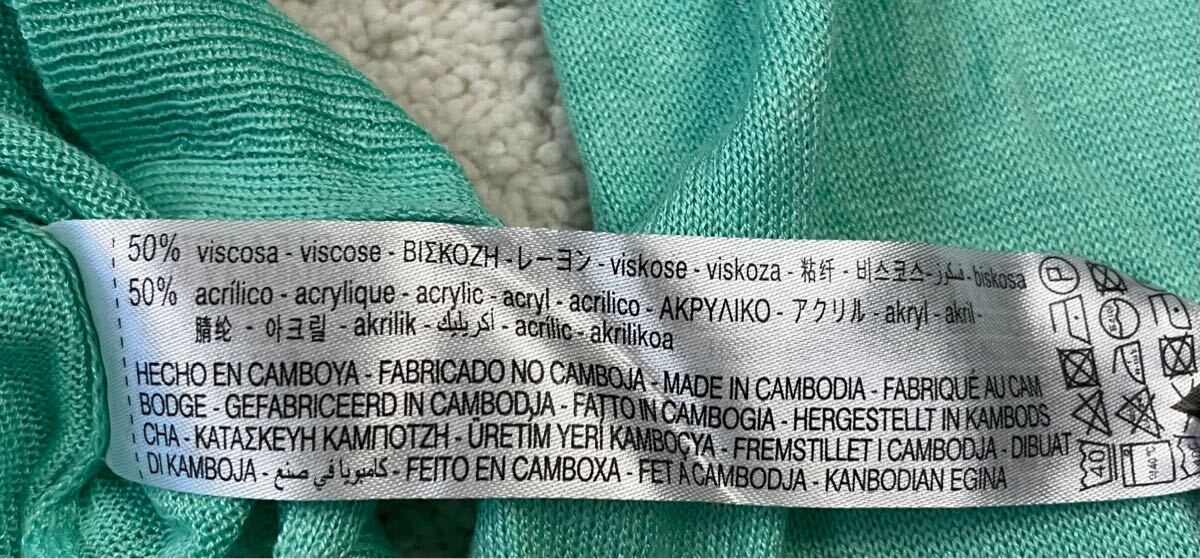 50% viscosa - viscose - ΒΙΣΚΟΖΗ - レーヨン - viskose - viskoza - 粘纤 - 비스코스 - فسكوز - biskosa
50% acrílico - acrylique - acrylic - acryl - acrilico - ΑΚΡΥΛΙΚΟ - アクリル - akryl - akril -
腈纶 - 아크릴 - akrilik - أكريليك - acrílic - akrilikoa
HECHO EN CAMBOYA - FABRICADO NO CAMBOJA - MADE IN CAMBODIA - FABRIQUÉ AU CAM
BODGE - GEFABRICEERD IN CAMBODJA - FATTO IN CAMBOGIA - HERGESTELLT IN KAMBODS
CHA - ΚΑΤΑΣΚΕΥΗ ΚΑΜΠΟΤΖΗ - ÜRETİM YERİ KAMBOÇYA - FREMSTILLET I CAMBODJA - DIBUAT
DI KAMBOJA - كامبوديا في صنع - FEITO EN CAMBOXA - FET A CAMBODJA - KANBODIAN EGINA
P
40